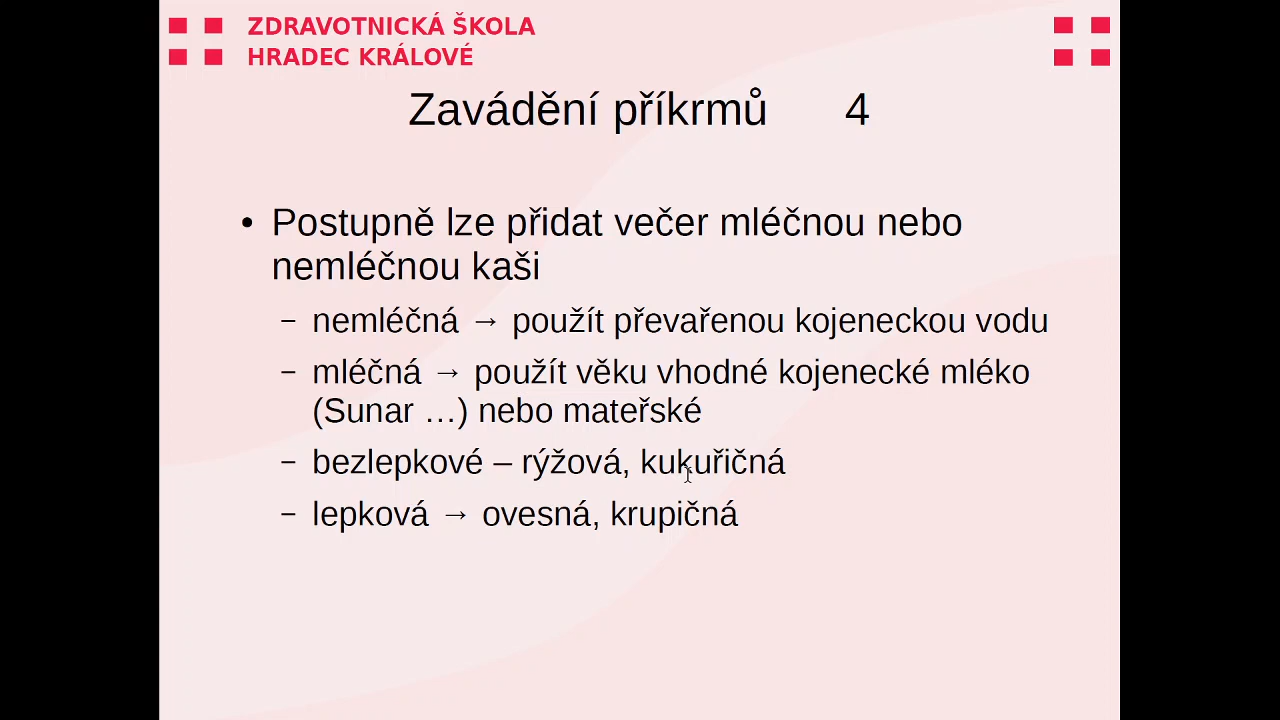 ZDRAVOTNICKÁ ŠKOLA
HRADEC KRÁLOVÉ
Zavádění příkrmů 4
• Postupně lze přidat večer mléčnou nebo
nemléčnou kaši
– nemléčná → použít převařenou kojeneckou vodu
– mléčná → použít věku vhodné kojenecké mléko
(Sunar …) nebo mateřské
– bezlepkové – rýžová, kukuřičná
– lepková → ovesná, krupičná